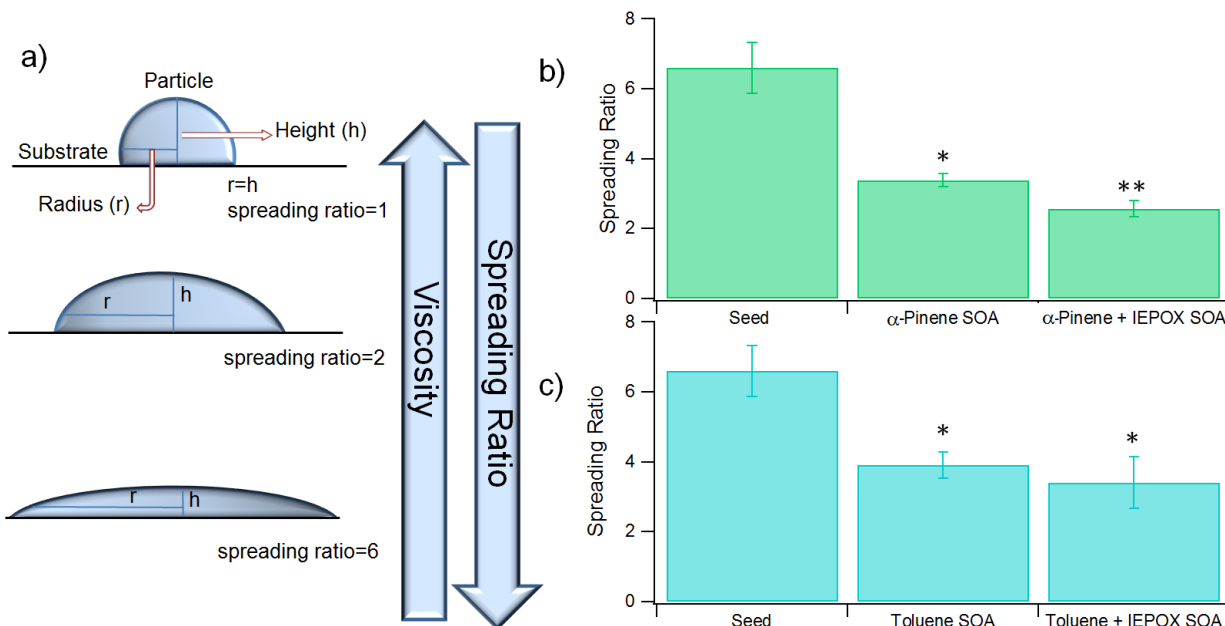 a)
Particle
Height (h)
Substrate
r=h
Radius (r)
spreading ratio=1
r
h
spreading ratio=2
r
h
spreading ratio=6
Viscosity
Spreading Ratio
b)
Spreading Ratio
8
6
4
2
0
*
**
Seed
α-Pinene SOA
α-Pinene + IEPOX SOA
c)
Spreading Ratio
8
6
4
2
0
*
*
Seed
Toluene SOA
Toluene + IEPOX SOA